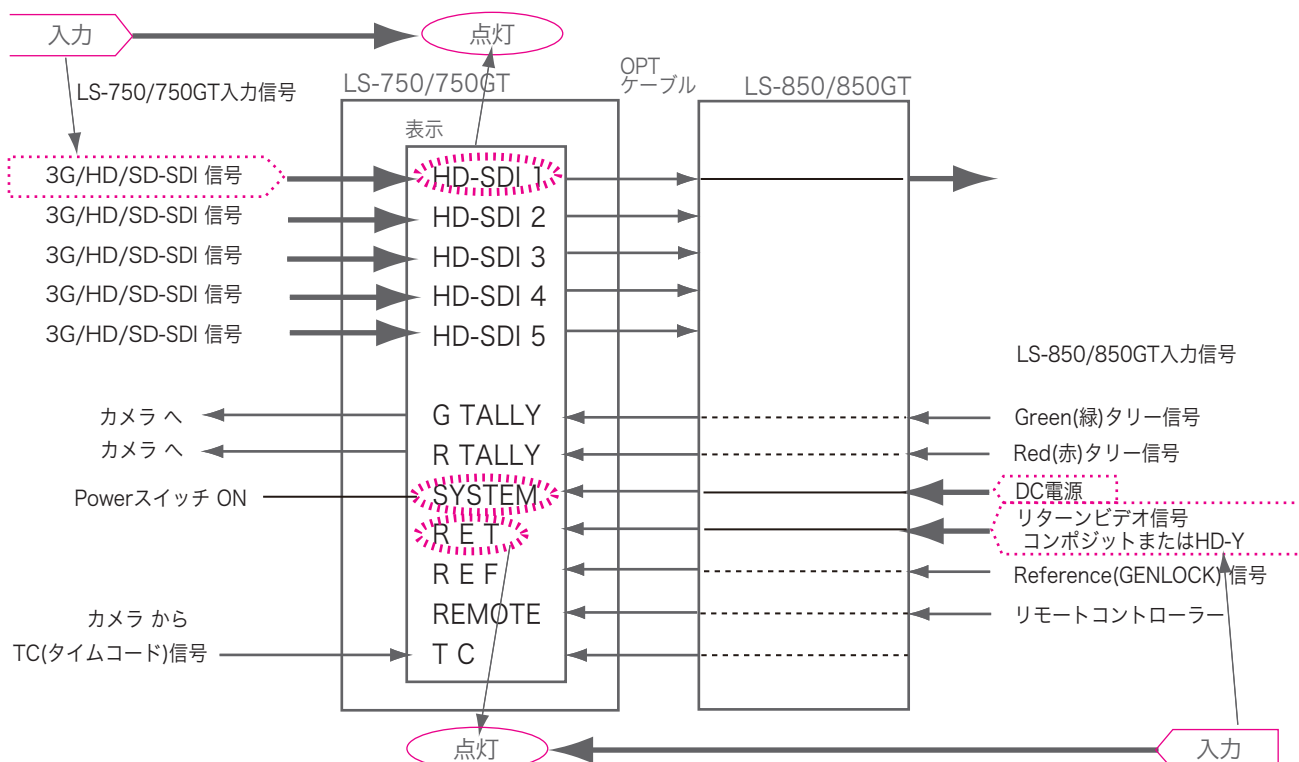 入力
点灯
LS-750/750GT入力信号
LS-750/750GT
OPT
ケーブル
LS-850/850GT
表示
3G/HD/SD-SDI 信号
HD-SDI 1
3G/HD/SD-SDI 信号
HD-SDI 2
3G/HD/SD-SDI 信号
HD-SDI 3
3G/HD/SD-SDI 信号
HD-SDI 4
3G/HD/SD-SDI 信号
HD-SDI 5
LS-850/850GT入力信号
カメラ へ
G TALLY
Green(緑)タリー信号
カメラ へ
R TALLY
Red(赤)タリー信号
Powerスイッチ ON
SYSTEM
DC電源
R E T
リターンビデオ信号
コンポジットまたはHD-Y
R E F
Reference(GENLOCK) 信号
カメラ から
REMOTE
リモートコントローラー
TC(タイムコード)信号
T C
点灯
入力